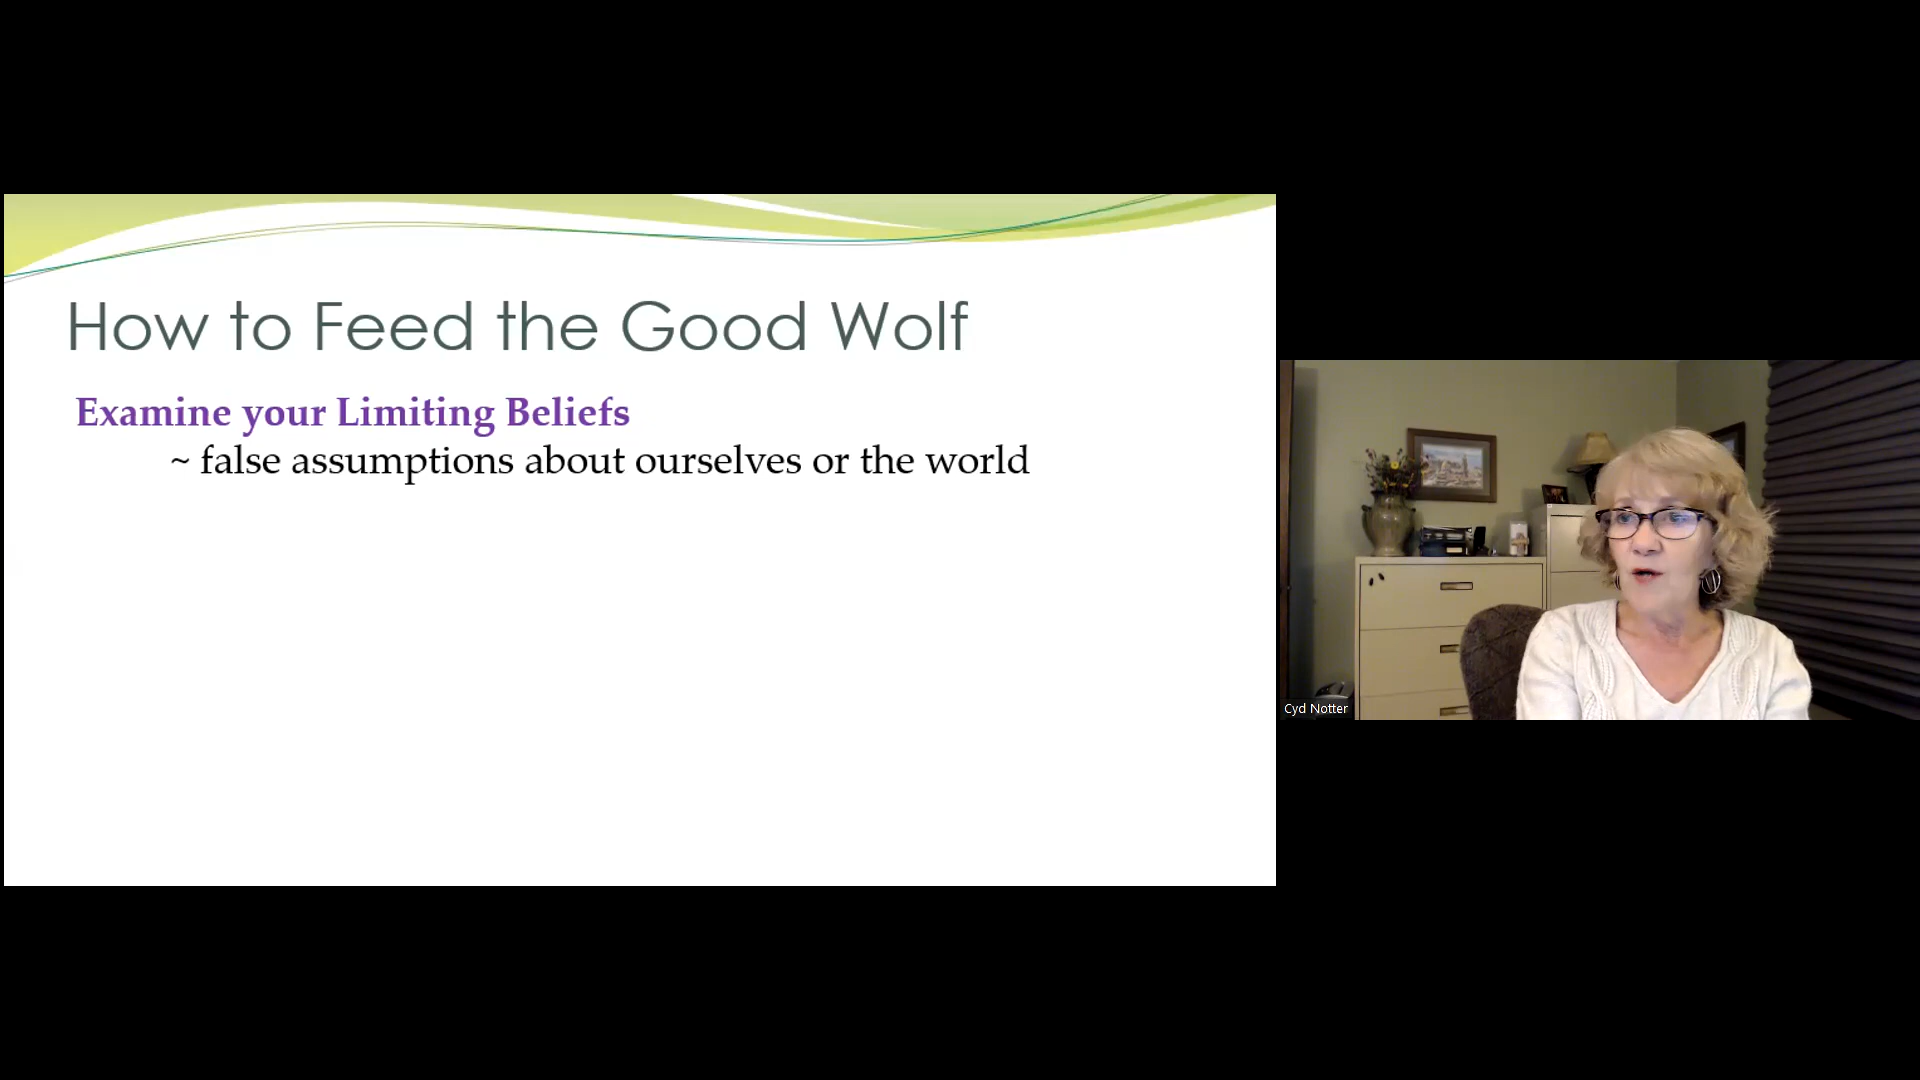 How to Feed the Good Wolf
Examine your Limiting Beliefs
~ false assumptions about ourselves or the world
Cyd Notter